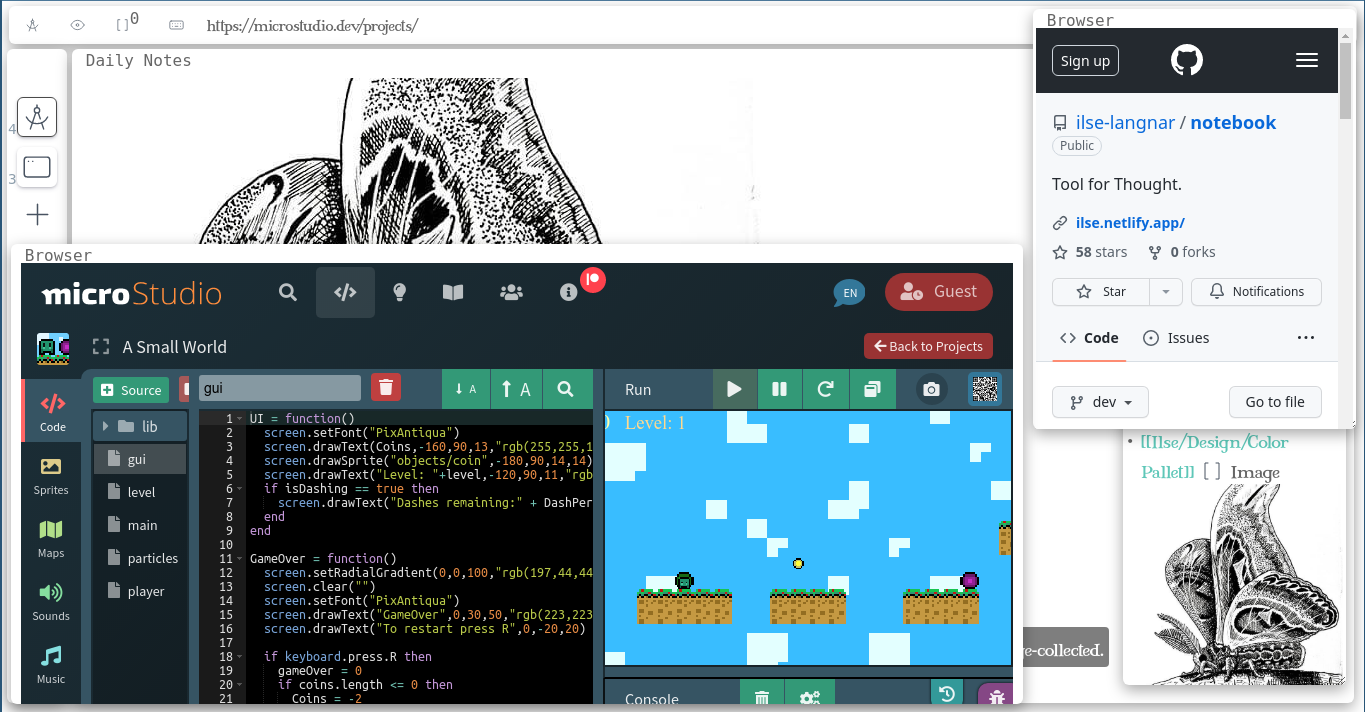 0
https://microstudio.dev/projects/
Daily Notes
4
3
Browser
Sign up
ilse-langnar / notebook
Public
Tool for Thought.
ilse.netlify.app/
58 stars 0 forks
Star
Notifications
Code
Issues
dev
Go to file
Browser
microStudio
EN
Guest
A Small World
Back to Projects
Source
gui
A
A
Run
Code
Sprites
Maps
Sounds
Music
lib
gui
level
main
particles
player
1 UI = function()
2 screen.setFont("PixAntiqua")
3 screen.drawText(Coins,-160,90,13,"rgb(255,255,1
4 screen.drawSprite("objects/coin",-180,90,14,14)
5 screen.drawText("Level: "+level,-120,90,11,"rgb
6 if isDashing == true then
7 screen.drawText("Dashes remaining:" + DashPer
8 end
9 end
10
11 GameOver = function()
12 screen.setRadialGradient(0,0,100,"rgb(197,44,44
13 screen.clear("")
14 screen.setFont("PixAntiqua")
15 screen.drawText("GameOver",0,30,50,"rgb(223,223
16 screen.drawText("To restart press R",0,-20,20)
17
18 if keyboard.press.R then
19 gameOver = 0
20 if coins.length <= 0 then
21 Coins = -2
Level: 1
Console
• [[Ilse/Design/Color
Pallet]] [ ] Image
e-collected.